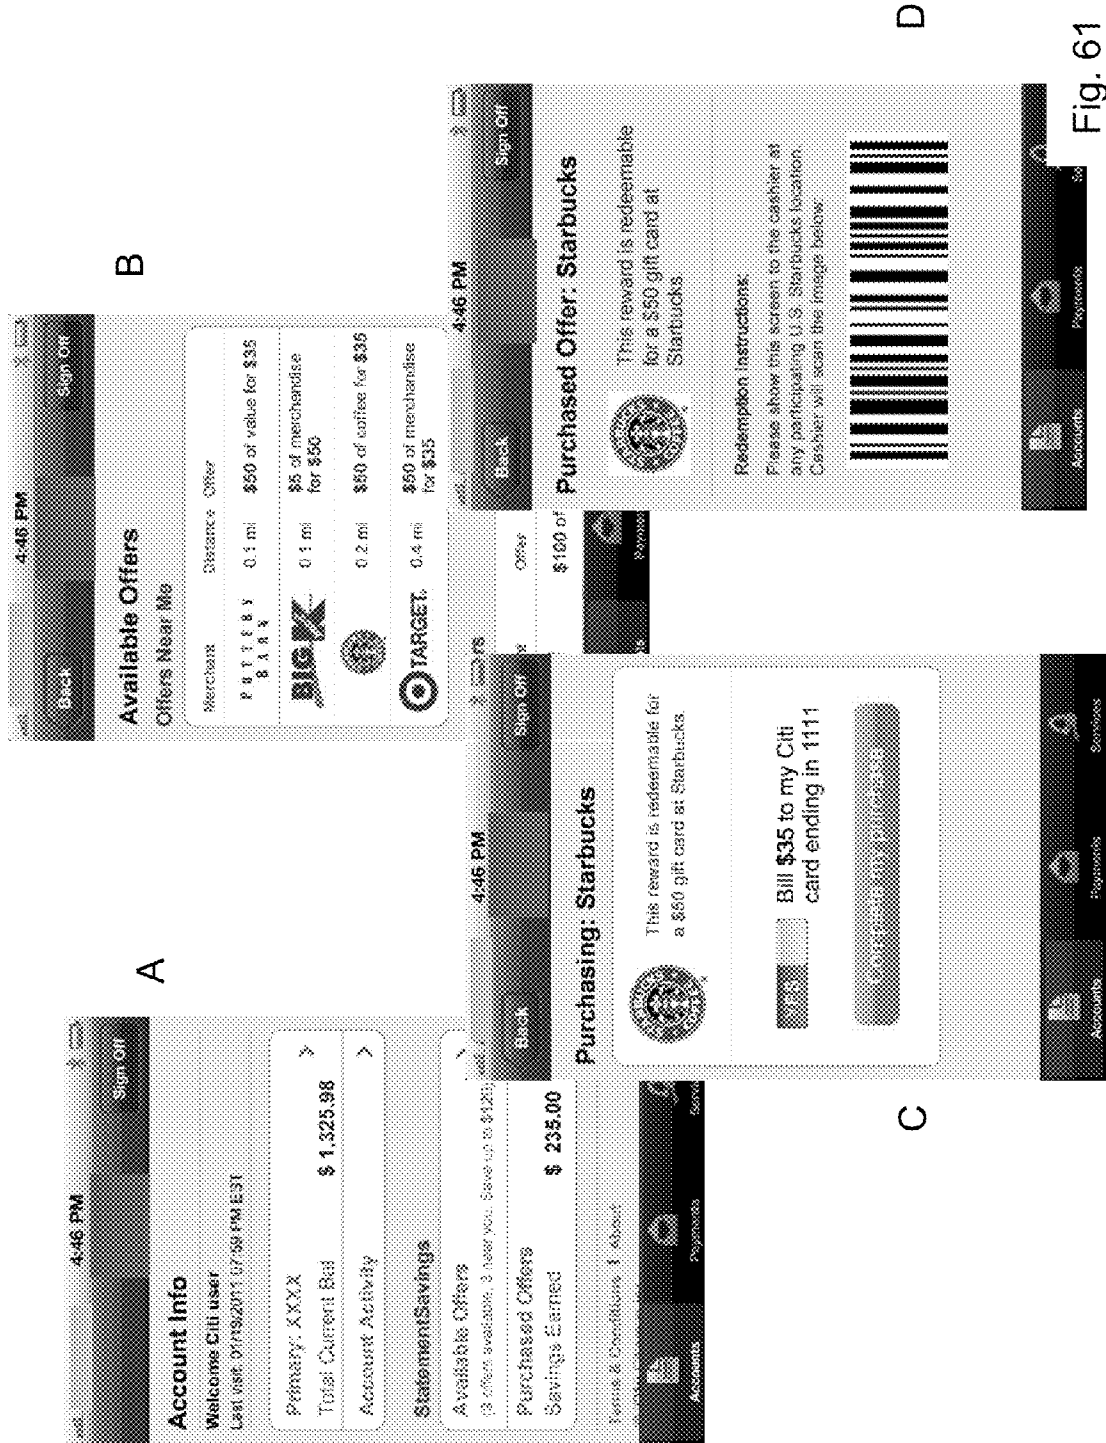 A
4:46 PM
Sign Off
Account Info
Welcome Citi user
Last visit: 01/19/2011 07:59 PM EST
Primary: XXXX
Total Current Bal $ 1,325.98
Account Activity
StatementSavings
Available Offers
Purchased Offers
Savings Earned $ 235.00
Terms & Conditions | About
Accounts Payments
B
4:46 PM
Back Sign Off
Available Offers
Offers Near Me
Merchant Distance Offer
PUTTERY BARN 0.1 mi $50 of value for $35
BIG K 0.1 mi $5 of merchandise
for $50
0.2 mi $50 of coffee for $35
TARGET. 0.4 mi $50 of merchandise
for $35
Offer
$100 of
C
4:46 PM
Back Sign Off
Purchasing: Starbucks
This reward is redeemable for
a $50 gift card at Starbucks.
Bill $35 to my Citi
card ending in 1111
Accounts Payments Services
D
4:46 PM
Back Sign Off
Purchased Offer: Starbucks
This reward is redeemable
for a $50 gift card at
Starbucks
Redemption Instructions:
Please show this screen to the cashier at
any participating U.S. Starbucks location.
Cashier will scan the image below.
Accounts Payments
Fig. 61